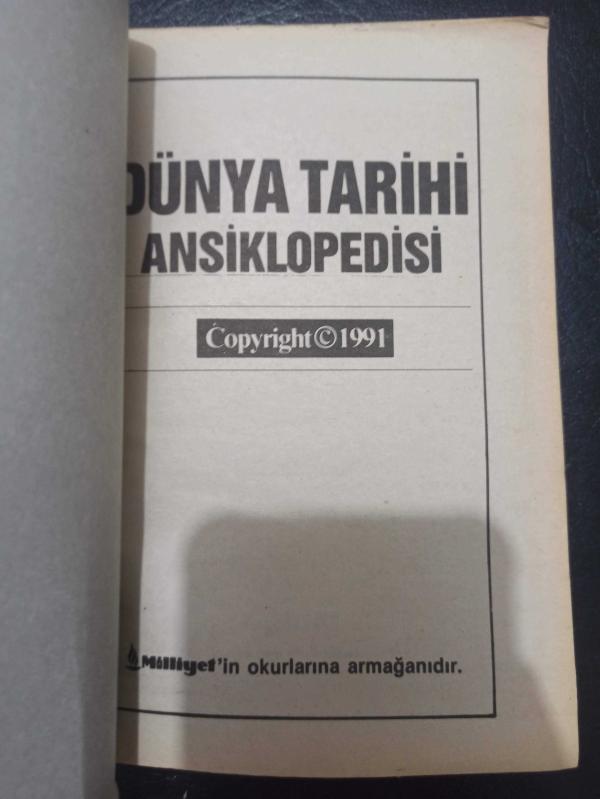 DÜNYA TARİHİ
ANSİKLOPEDİSİ
Copyright©1991
Milliyet'in okurlarına armağanıdır.